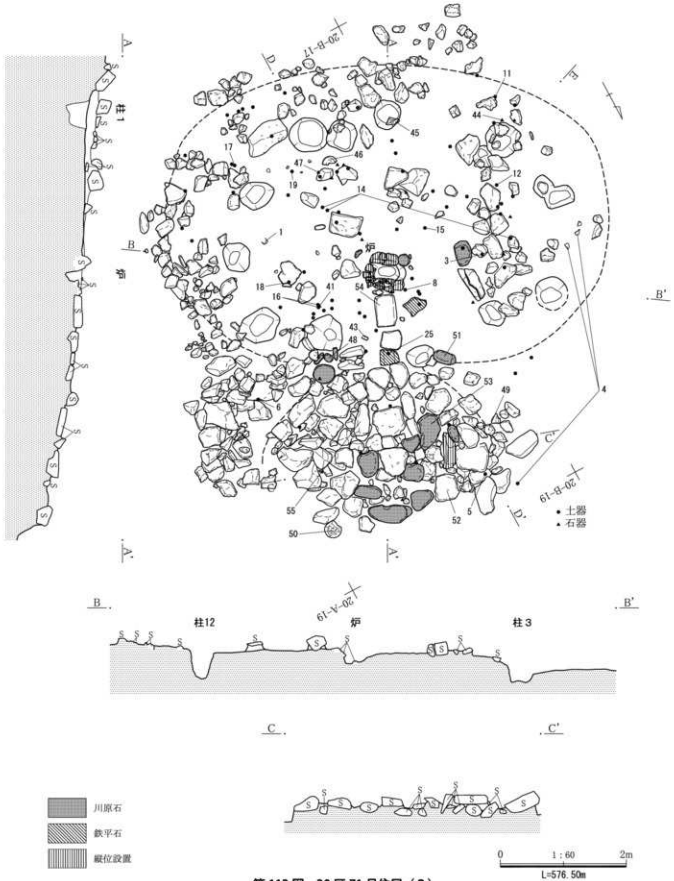 A
D
20-B-17
A'
E
11
柱1
45
44
17
46
47
12
19
14
B
1
15
炉
炉
3
B'
18
54
8
16
41
43
25
51
48
53
49
4
6
C'
20-B-19
55
D'
● 土器
▲ 石器
50
52
5
A
A'
20-A-19
B
柱12
炉
柱3
B'
S S S S S S S S S S S
C
C'
S S S S S S S S
川原石
鉄平石
縦位設置
0 1:60 2m
L=576.50m